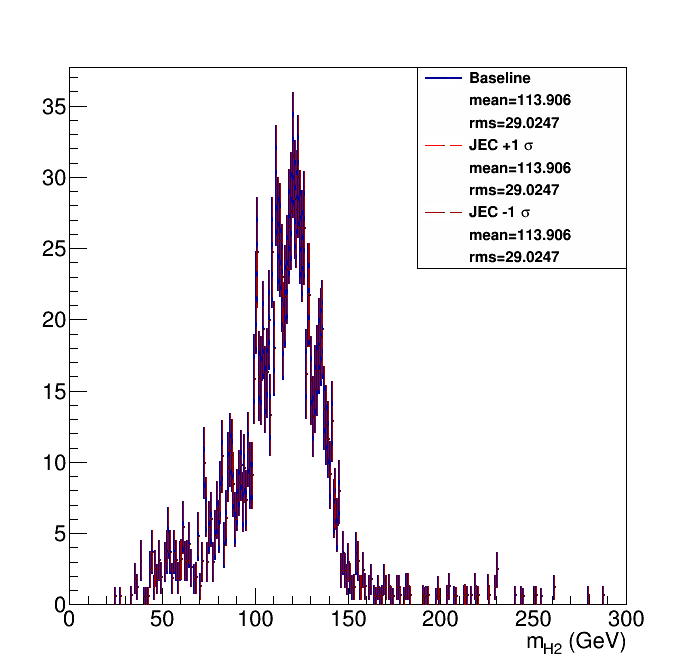 Baseline
mean=113.906
rms=29.0247
JEC +1 σ
mean=113.906
rms=29.0247
JEC -1 σ
mean=113.906
rms=29.0247
35
30
25
20
15
10
5
0
0 50 100 150 200 250 300
m_H2 (GeV)